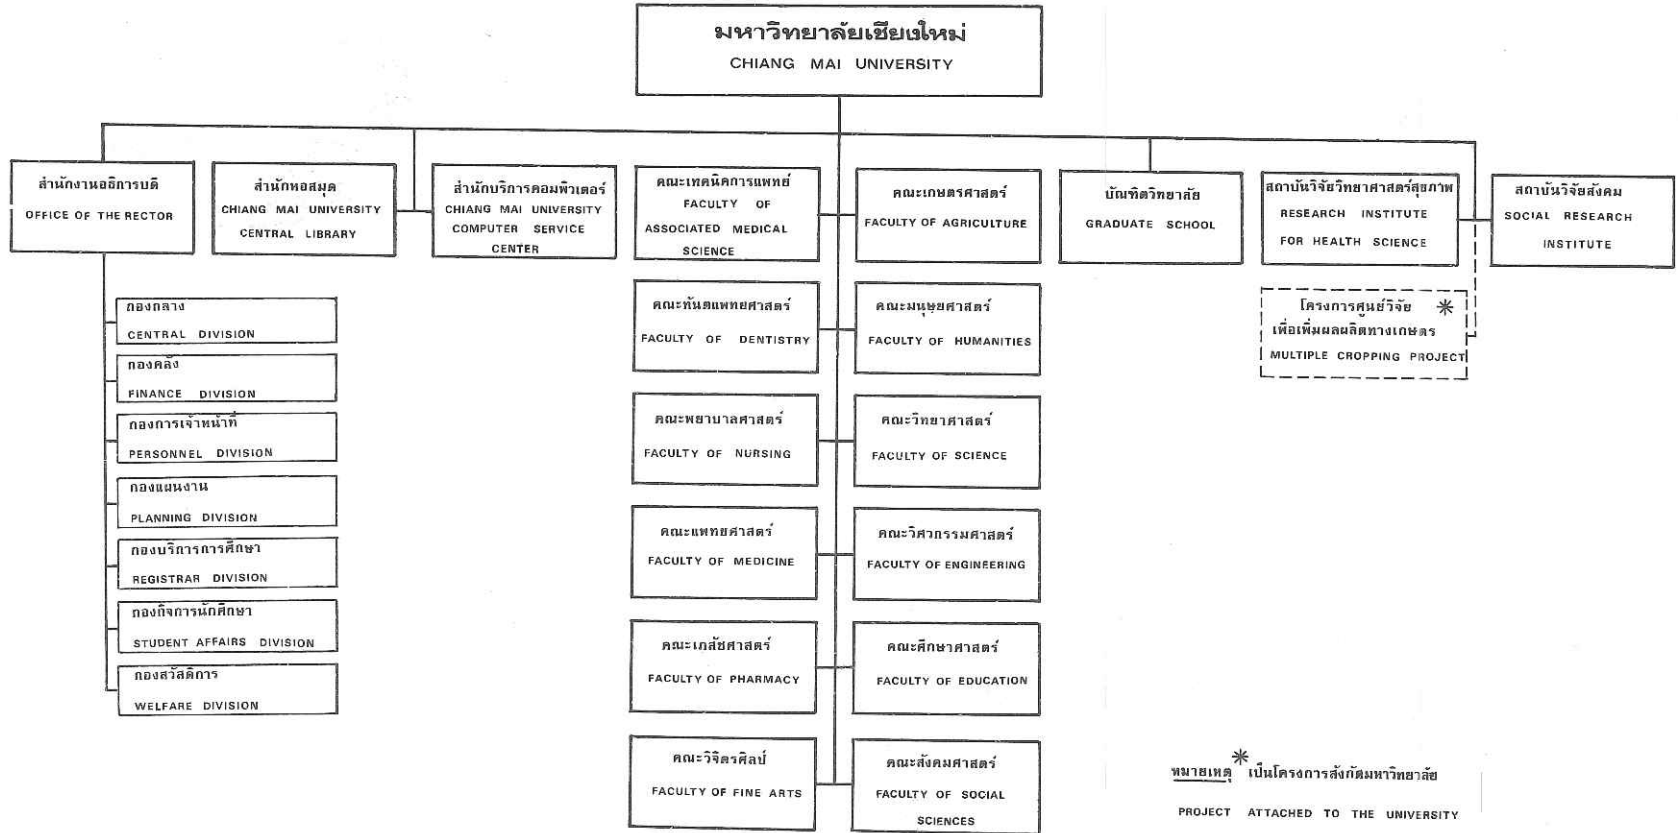 มหาวิทยาลัยเชียงใหม่
CHIANG MAI UNIVERSITY
สำนักงานอธิการบดี
OFFICE OF THE RECTOR
สำนักหอสมุด
CHIANG MAI UNIVERSITY
CENTRAL LIBRARY
สำนักบริการคอมพิวเตอร์
CHIANG MAI UNIVERSITY
COMPUTER SERVICE
CENTER
คณะเทคนิคการแพทย์
FACULTY OF
ASSOCIATED MEDICAL
SCIENCE
คณะเกษตรศาสตร์
FACULTY OF AGRICULTURE
บัณฑิตวิทยาลัย
GRADUATE SCHOOL
สถาบันวิจัยวิทยาศาสตร์สุขภาพ
RESEARCH INSTITUTE
FOR HEALTH SCIENCE
สถาบันวิจัยสังคม
SOCIAL RESEARCH
INSTITUTE
กองกลาง
CENTRAL DIVISION
กองคลัง
FINANCE DIVISION
กองการเจ้าหน้าที่
PERSONNEL DIVISION
กองแผนงาน
PLANNING DIVISION
กองบริการการศึกษา
REGISTRAR DIVISION
กองกิจการนักศึกษา
STUDENT AFFAIRS DIVISION
กองสวัสดิการ
WELFARE DIVISION
คณะทันตแพทยศาสตร์
FACULTY OF DENTISTRY
คณะมนุษยศาสตร์
FACULTY OF HUMANITIES
คณะพยาบาลศาสตร์
FACULTY OF NURSING
คณะวิทยาศาสตร์
FACULTY OF SCIENCE
คณะแพทยศาสตร์
FACULTY OF MEDICINE
คณะวิศวกรรมศาสตร์
FACULTY OF ENGINEERING
คณะเภสัชศาสตร์
FACULTY OF PHARMACY
คณะศึกษาศาสตร์
FACULTY OF EDUCATION
คณะวิจิตรศิลป์
FACULTY OF FINE ARTS
คณะสังคมศาสตร์
FACULTY OF SOCIAL
SCIENCES
โครงการศูนย์วิจัย *
เพื่อเพิ่มผลผลิตทางเกษตร
MULTIPLE CROPPING PROJECT
หมายเหตุ * เป็นโครงการสังกัดมหาวิทยาลัย
PROJECT ATTACHED TO THE UNIVERSITY